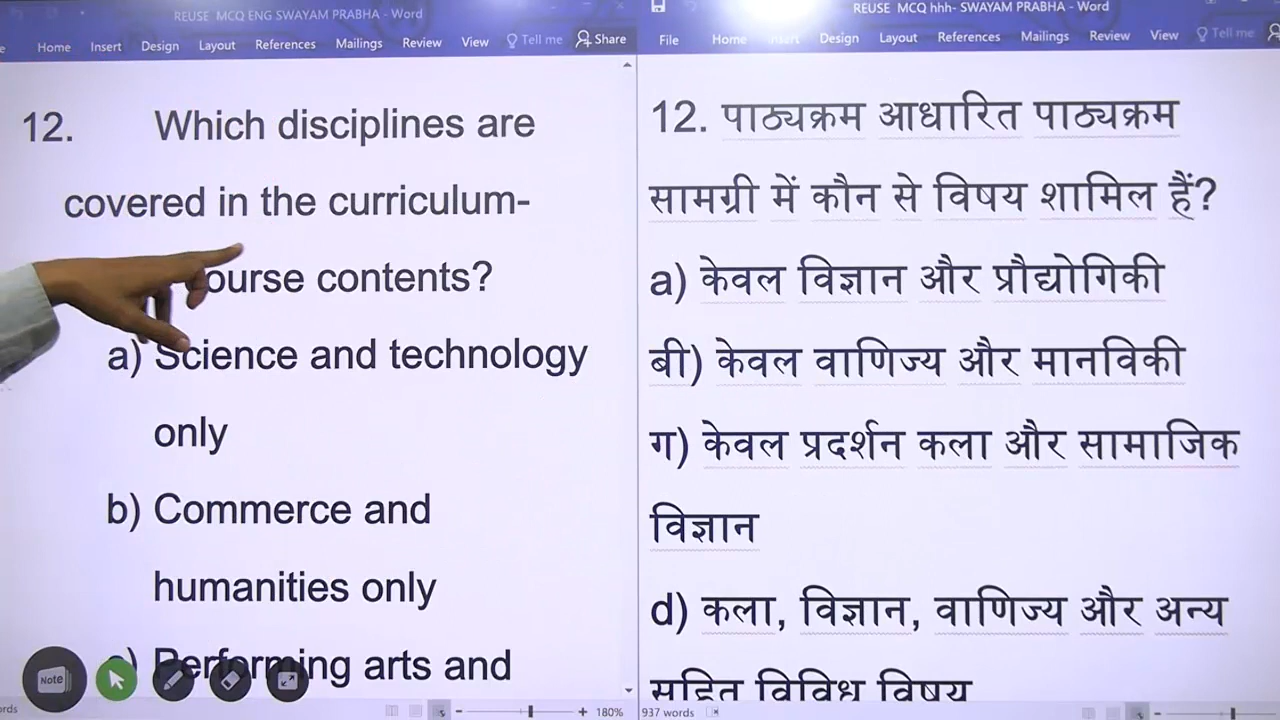 REUSE MCQ ENG SWAYAM PRABHA - Word
Home Insert Design Layout References Mailings Review View Tell me Share
12. Which disciplines are
covered in the curriculum-
ourse contents?
a) Science and technology
only
b) Commerce and
humanities only
c) Performing arts and
Note
180%
REUSE MCQ hhh- SWAYAM PRABHA - Word
File Home Insert Design Layout References Mailings Review View Tell me
12. पाठ्यक्रम आधारित पाठ्यक्रम
सामग्री में कौन से विषय शामिल हैं?
a) केवल विज्ञान और प्रौद्योगिकी
बी) केवल वाणिज्य और मानविकी
ग) केवल प्रदर्शन कला और सामाजिक
विज्ञान
d) कला, विज्ञान, वाणिज्य और अन्य
सहित विविध विषय
937 words